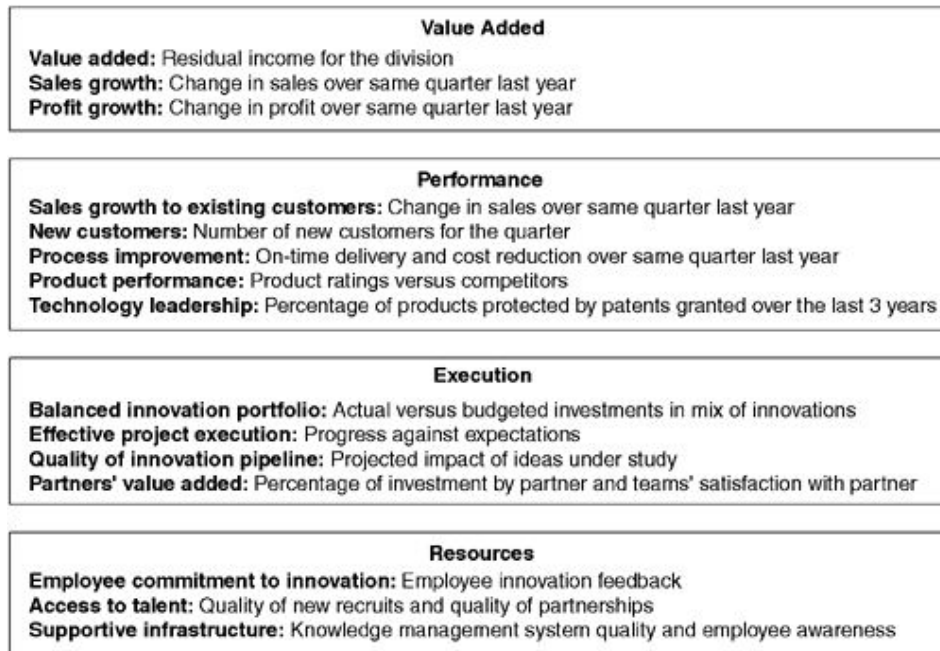 Value Added
Value added: Residual income for the division
Sales growth: Change in sales over same quarter last year
Profit growth: Change in profit over same quarter last year
Performance
Sales growth to existing customers: Change in sales over same quarter last year
New customers: Number of new customers for the quarter
Process improvement: On-time delivery and cost reduction over same quarter last year
Product performance: Product ratings versus competitors
Technology leadership: Percentage of products protected by patents granted over the last 3 years
Execution
Balanced innovation portfolio: Actual versus budgeted investments in mix of innovations
Effective project execution: Progress against expectations
Quality of innovation pipeline: Projected impact of ideas under study
Partners' value added: Percentage of investment by partner and teams' satisfaction with partner
Resources
Employee commitment to innovation: Employee innovation feedback
Access to talent: Quality of new recruits and quality of partnerships
Supportive infrastructure: Knowledge management system quality and employee awareness